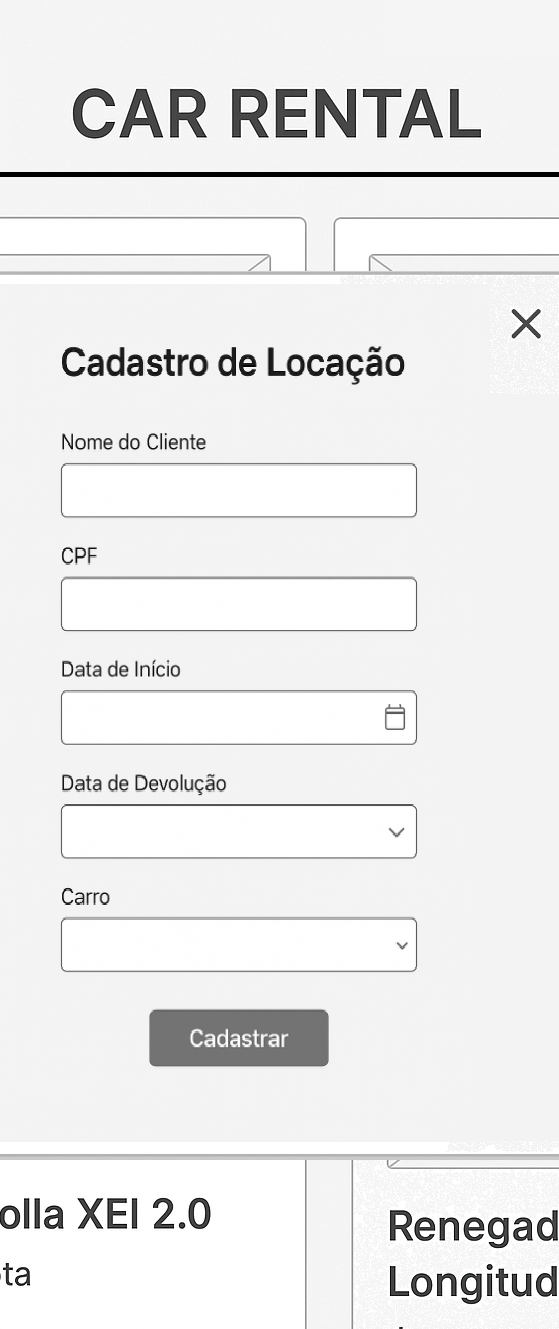 CAR RENTAL
Cadastro de Locação
Nome do Cliente
CPF
Data de Início
Data de Devolução
Carro
Cadastrar
olla XEI 2.0
ota
Renegad
Longitud